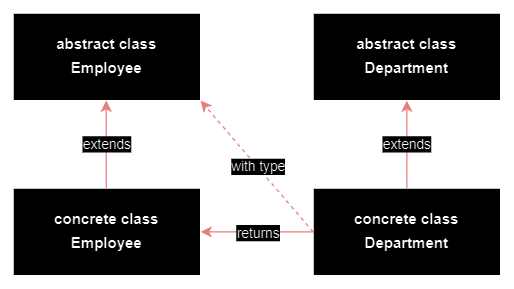 abstract class
Employee
abstract class
Department
extends
extends
with type
concrete class
Employee
returns
concrete class
Department